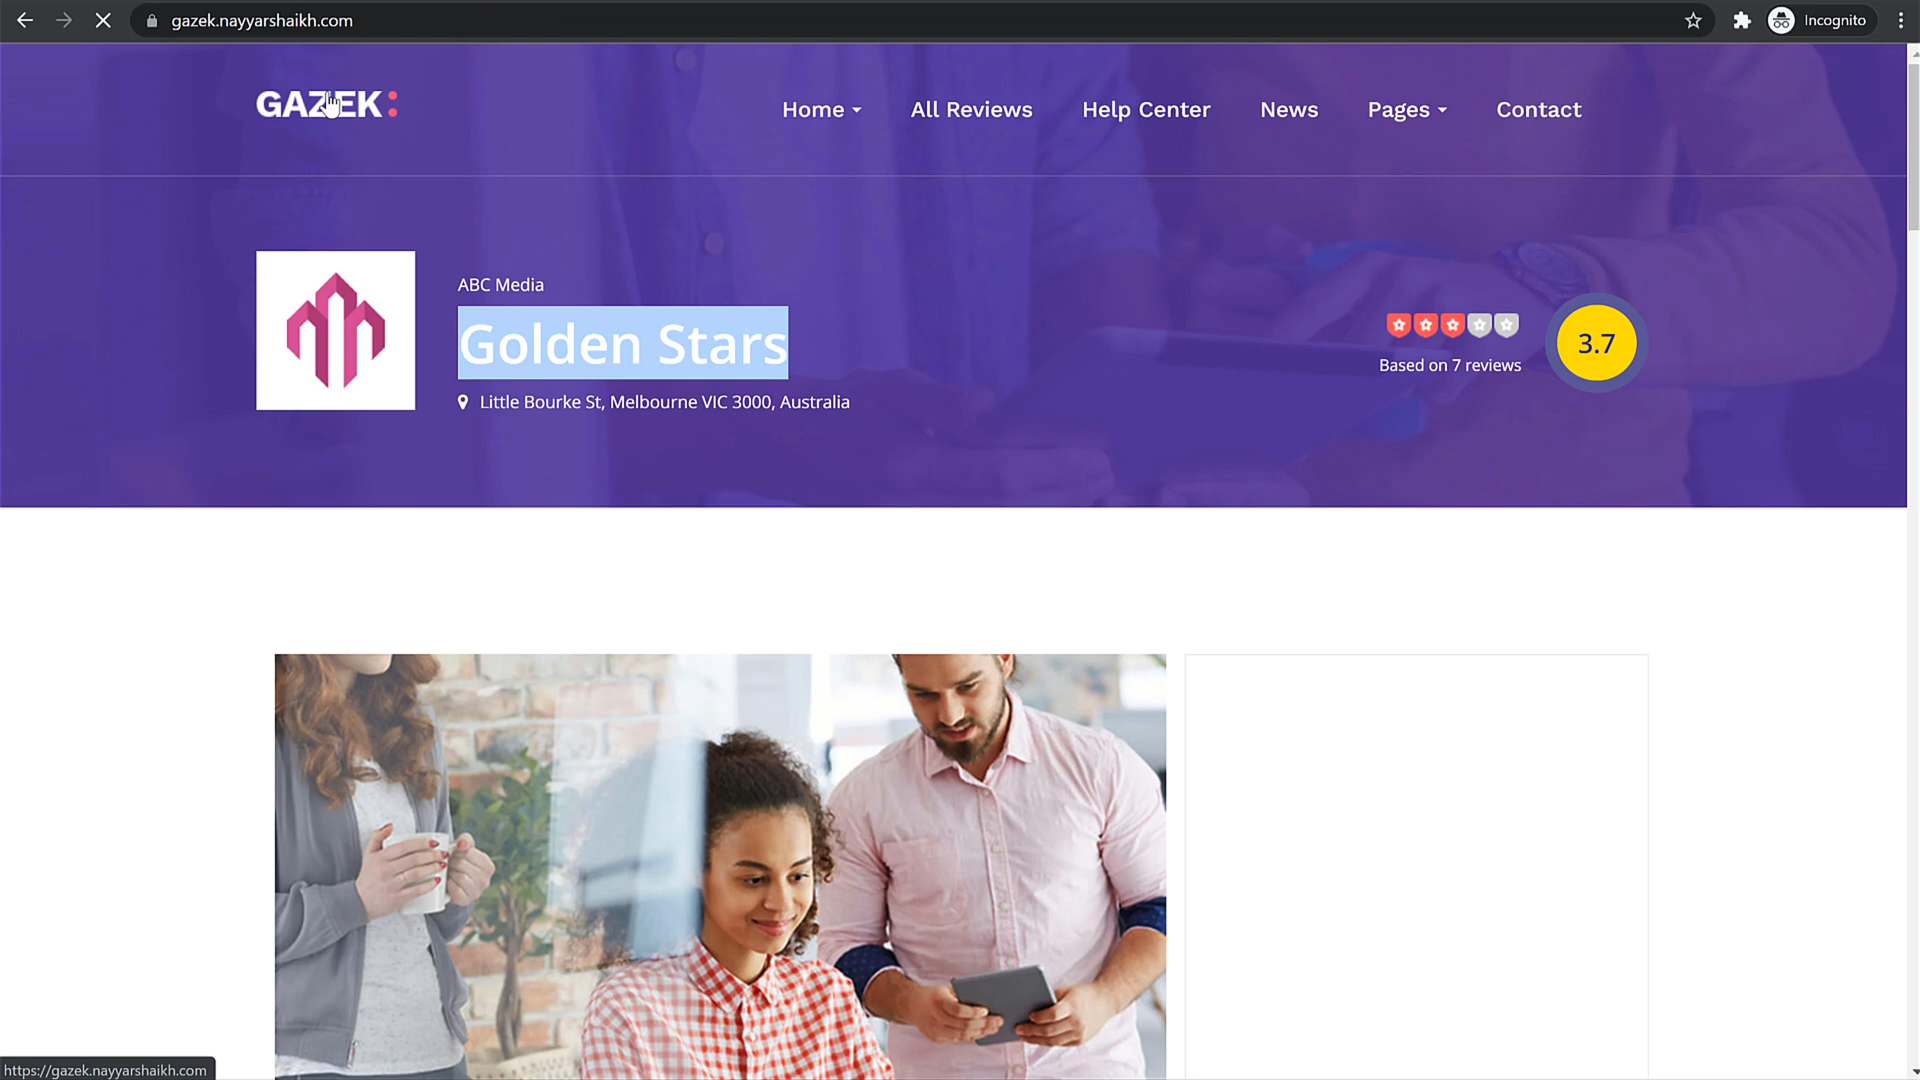 gazek.nayyarshaikh.com
Incognito
GAZEK:
Home
All Reviews
Help Center
News
Pages
Contact
ABC Media
Golden Stars
Little Bourke St, Melbourne VIC 3000, Australia
3.7
Based on 7 reviews
https://gazek.nayyarshaikh.com